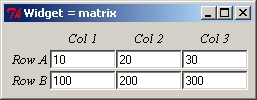 Widget = matrix
Col 1 Col 2 Col 3
Row A 10 20 30
Row B 100 200 300